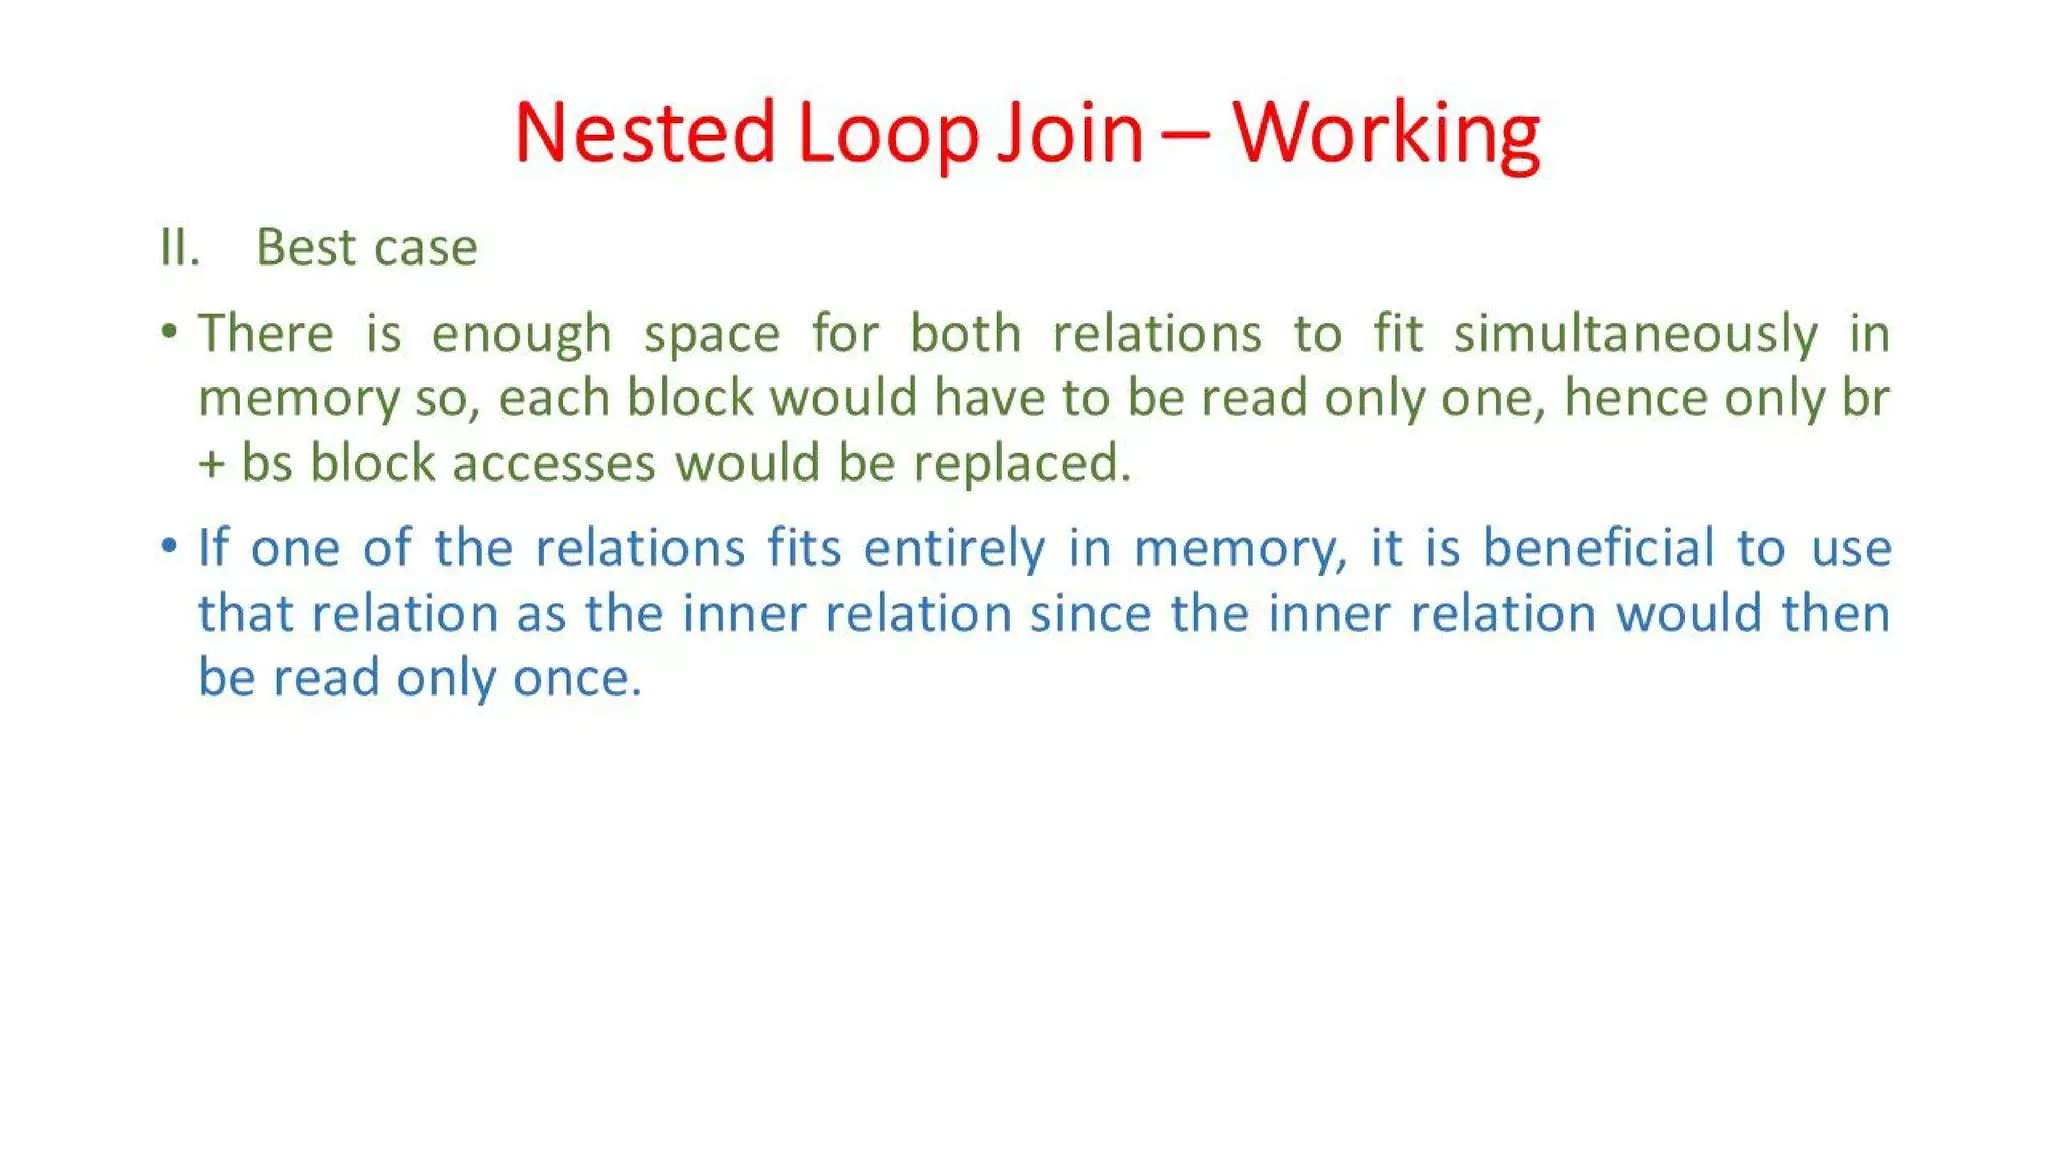 Nested Loop Join – Working
II. Best case
• There is enough space for both relations to fit simultaneously in
memory so, each block would have to be read only one, hence only br
+ bs block accesses would be replaced.
• If one of the relations fits entirely in memory, it is beneficial to use
that relation as the inner relation since the inner relation would then
be read only once.